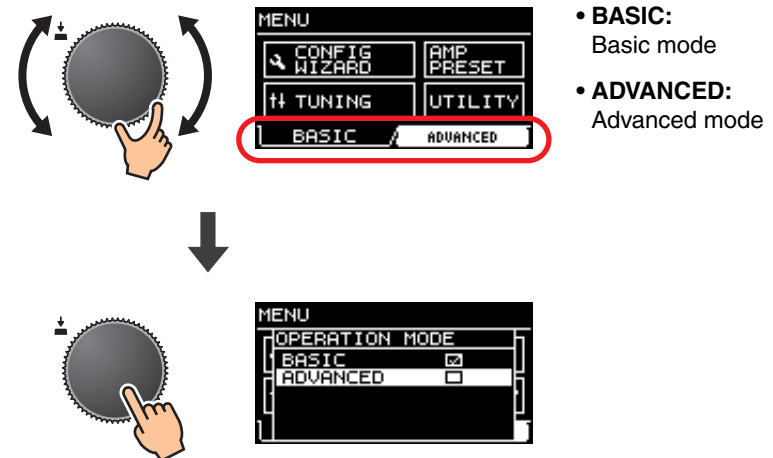 MENU
CONFIG WIZARD
AMP PRESET
TUNING
UTILITY
BASIC
ADVANCED
• BASIC:
Basic mode
• ADVANCED:
Advanced mode
MENU
OPERATION MODE
BASIC
ADVANCED